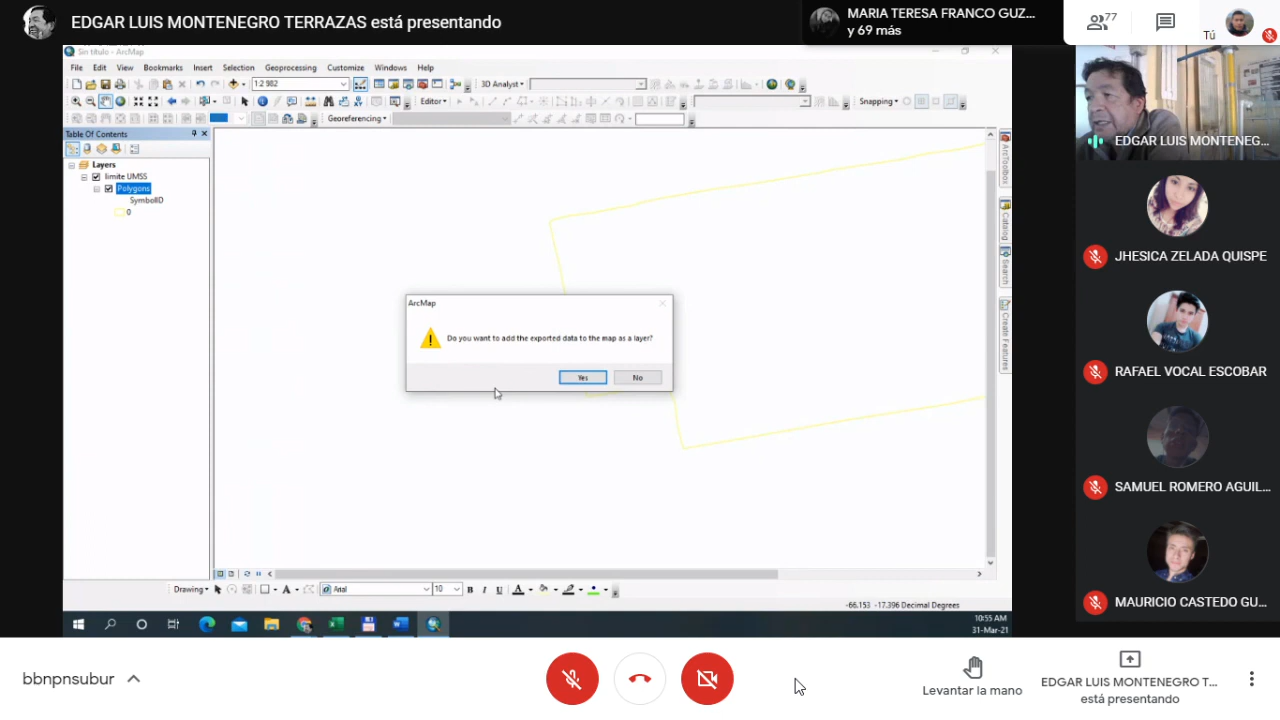 EDGAR LUIS MONTENEGRO TERRAZAS está presentando
MARIA TERESA FRANCO GUZ...
y 69 más
77
Tú
Sin título - ArcMap
File Edit View Bookmarks Insert Selection Geoprocessing Customize Windows Help
1:2 982
3D Analyst
Editor
Snapping
Georeferencing
Table Of Contents
Layers
limite UMSS
Polygons
SymbolID
0
ArcMap
Do you want to add the exported data to the map as a layer?
Yes No
ArcToolbox
Catalog
Search
Create Features
Drawing
A
Arial
10
B I U A
-66.153 -17.396 Decimal Degrees
10:55 AM
31-Mar-21
EDGAR LUIS MONTENEG...
JHESICA ZELADA QUISPE
RAFAEL VOCAL ESCOBAR
SAMUEL ROMERO AGUIL...
MAURICIO CASTEDO GU...
bbnpnsubur
Levantar la mano
EDGAR LUIS MONTENEGRO T...
está presentando